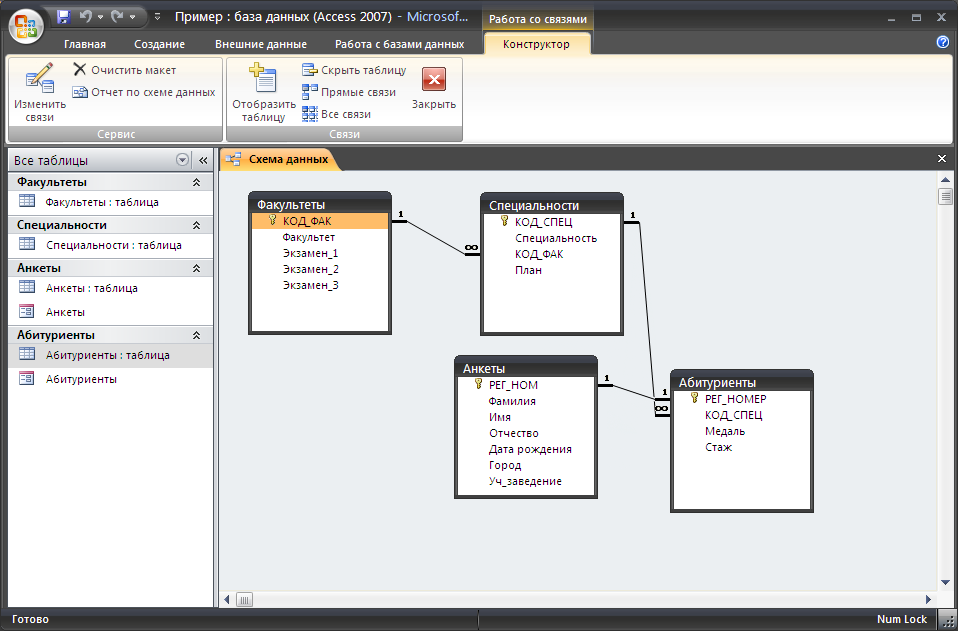 Пример : база данных (Access 2007) - Microsof...
Работа со связями
Главная Создание Внешние данные Работа с базами данных Конструктор
Изменить связи
Очистить макет
Отчет по схеме данных
Сервис
Отобразить таблицу
Скрыть таблицу
Прямые связи
Все связи
Закрыть
Связи
Все таблицы
Факультеты
Факультеты : таблица
Специальности
Специальности : таблица
Анкеты
Анкеты : таблица
Анкеты
Абитуриенты
Абитуриенты : таблица
Абитуриенты
Схема данных
Факультеты
КОД_ФАК
Факультет
Экзамен_1
Экзамен_2
Экзамен_3
1
∞
Специальности
КОД_СПЕЦ
Специальность
КОД_ФАК
План
1
Анкеты
РЕГ_НОМ
Фамилия
Имя
Отчество
Дата рождения
Город
Уч_заведение
1
1
∞
Абитуриенты
РЕГ_НОМЕР
КОД_СПЕЦ
Медаль
Стаж
Готово
Num Lock